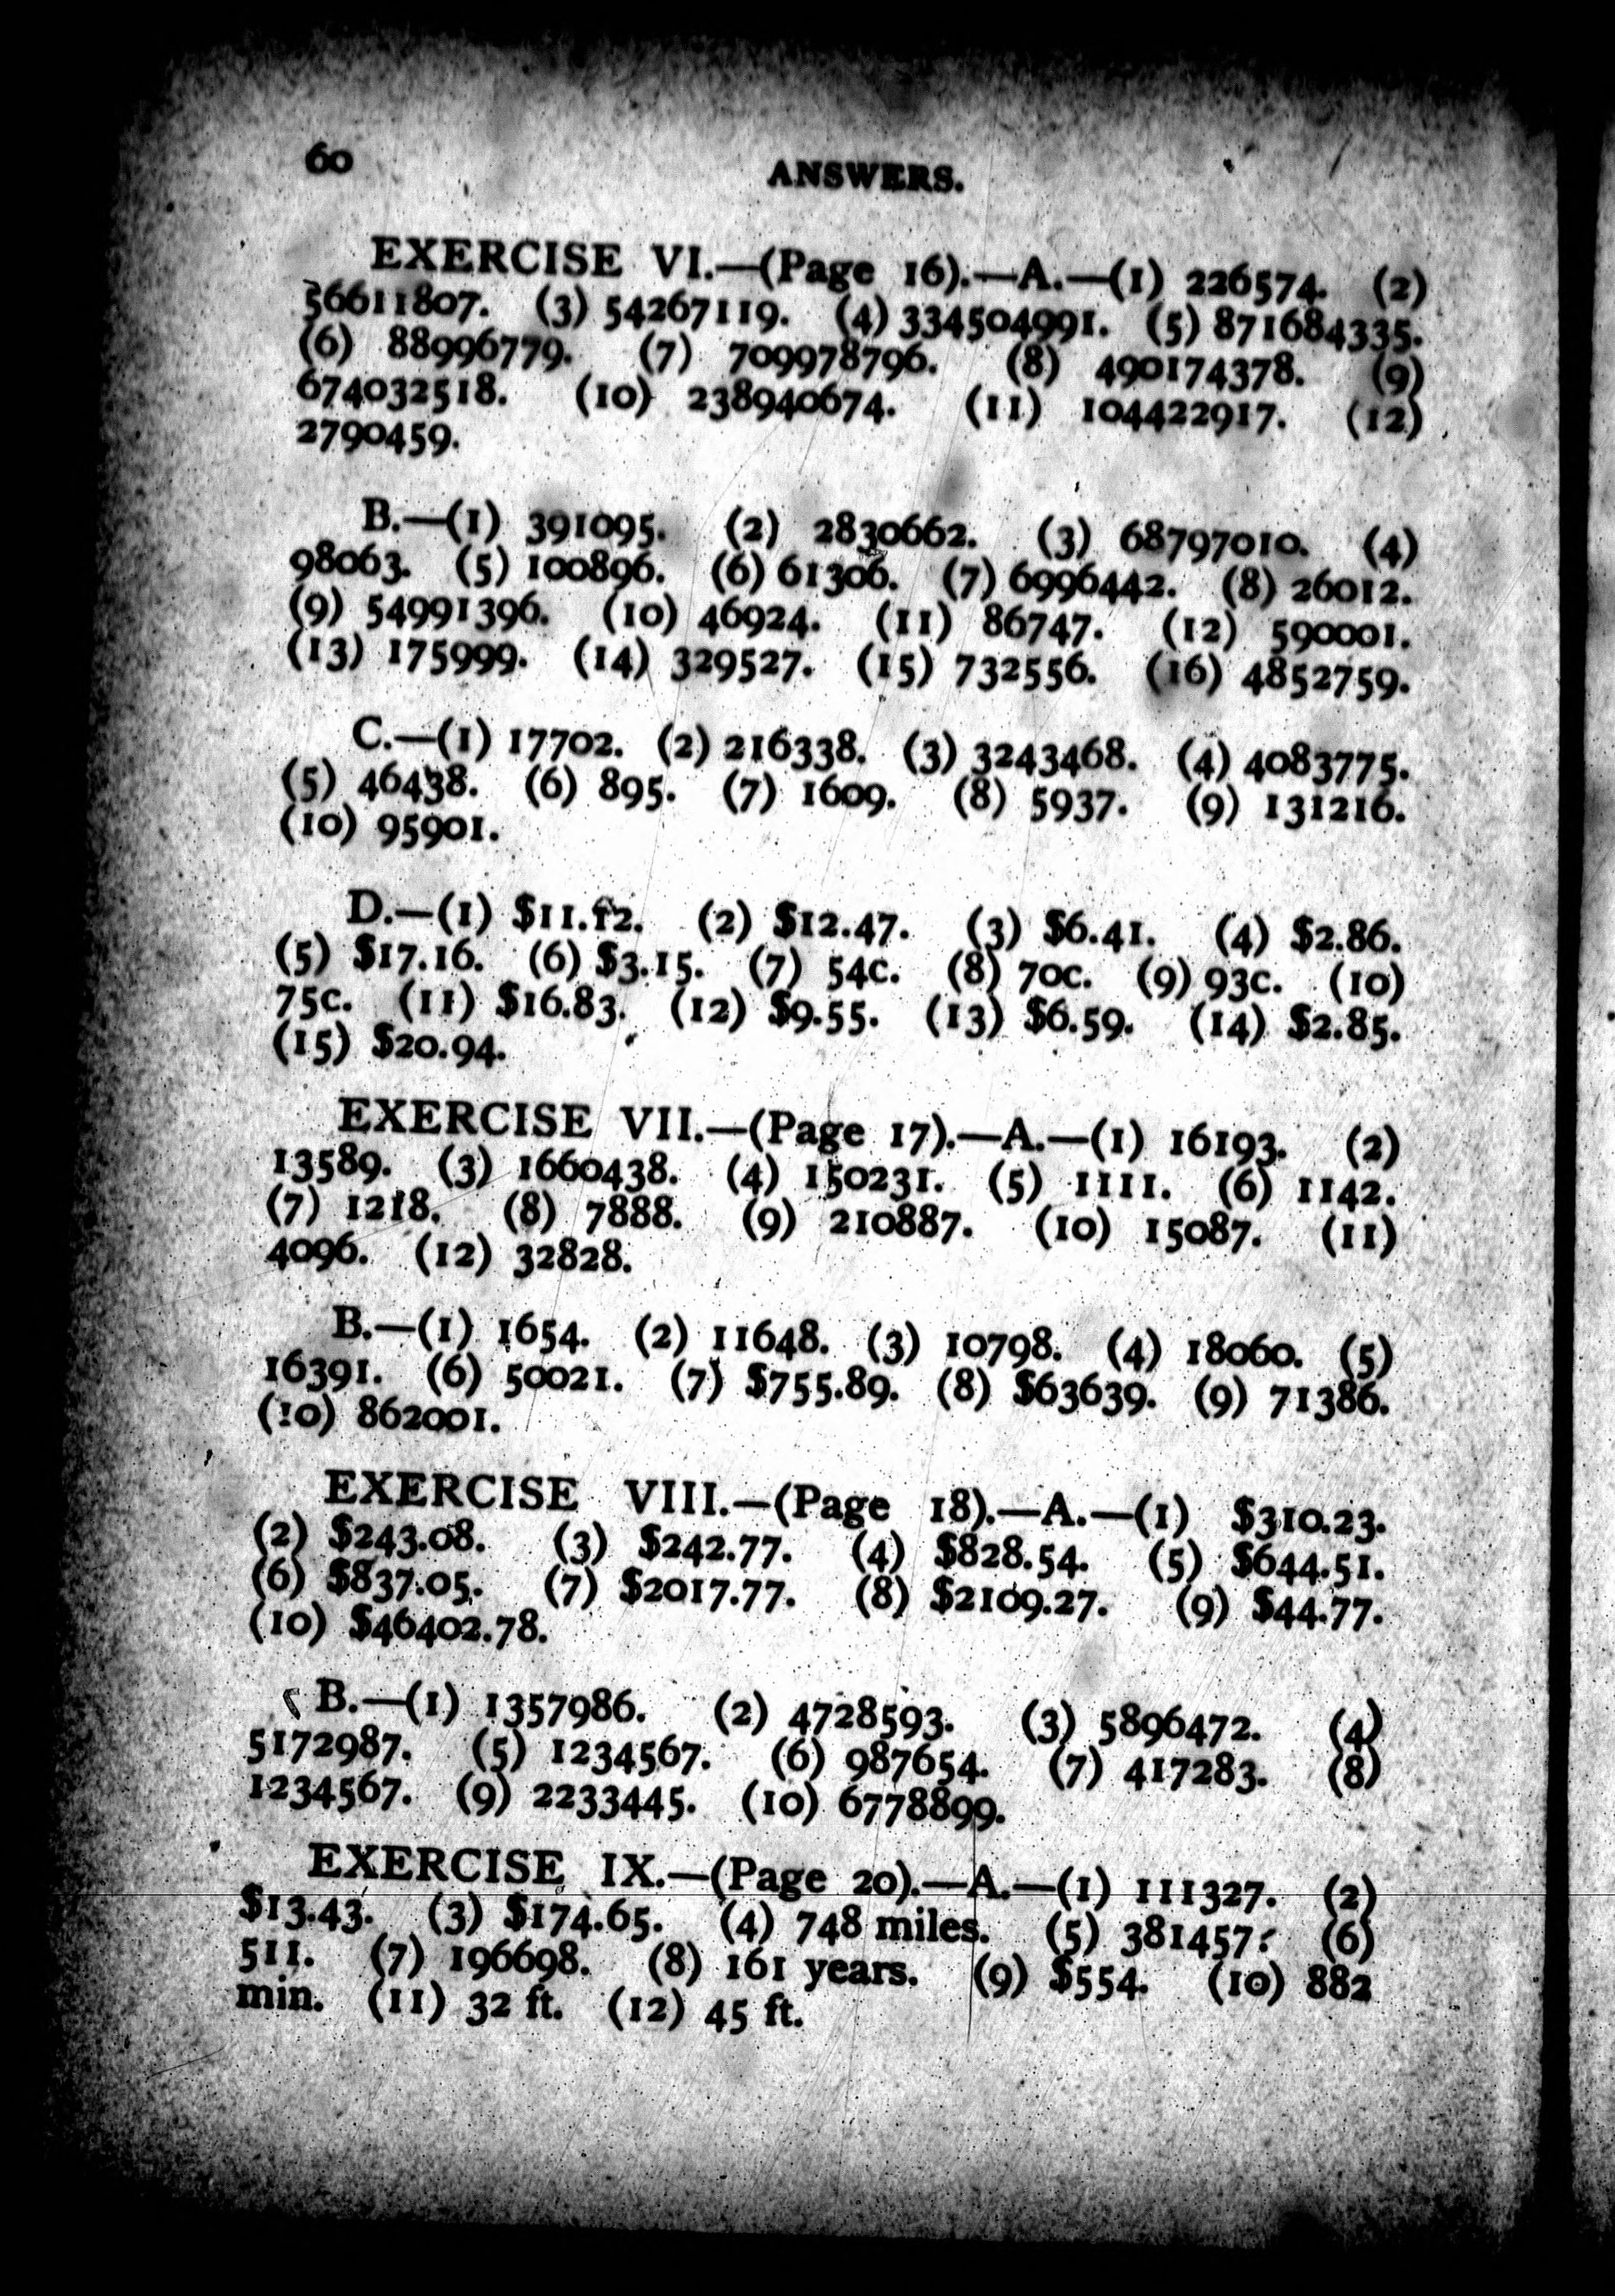 60
ANSWERS.
EXERCISE VI.—(Page 16).—A.—(1) 226574. (2)
56611807. (3) 54267119. (4) 334504991. (5) 871684335.
(6) 88996779. (7) 709978796. (8) 490174378. (9)
674032518. (10) 238940674. (11) 104422917. (12)
2790459.
B.—(1) 391095. (2) 2830662. (3) 68797010. (4)
98063. (5) 100896. (6) 61306. (7) 6996442. (8) 26012.
(9) 54991396. (10) 46924. (11) 86747. (12) 590001.
(13) 175999. (14) 329527. (15) 732556. (16) 4852759.
C.—(1) 17702. (2) 216338. (3) 3243468. (4) 4083775.
(5) 46438. (6) 895. (7) 1609. (8) 5937. (9) 131216.
(10) 95901.
D.—(1) $11.12. (2) $12.47. (3) $6.41. (4) $2.86.
(5) $17.16. (6) $3.15. (7) 54c. (8) 70c. (9) 93c. (10)
75c. (11) $16.83. (12) $9.55. (13) $6.59. (14) $2.85.
(15) $20.94.
EXERCISE VII.—(Page 17).—A.—(1) 16193. (2)
13589. (3) 1660438. (4) 150231. (5) 1111. (6) 1142.
(7) 1218. (8) 7888. (9) 210887. (10) 15087. (11)
4096. (12) 32828.
B.—(1) 1654. (2) 11648. (3) 10798. (4) 18060. (5)
16391. (6) 50021. (7) $755.89. (8) $63639. (9) 71386.
(10) 862001.
EXERCISE VIII.—(Page 18).—A.—(1) $310.23.
(2) $243.08. (3) $242.77. (4) $828.54. (5) $644.51.
(6) $837.05. (7) $2017.77. (8) $2109.27. (9) $44.77.
(10) $46402.78.
B.—(1) 1357986. (2) 4728593. (3) 5896472. (4)
5172987. (5) 1234567. (6) 987654. (7) 417283. (8)
1234567. (9) 2233445. (10) 6778899.
EXERCISE IX.—(Page 20).—A.—(1) 111327. (2)
$13.43. (3) $174.65. (4) 748 miles. (5) 381457. (6)
511. (7) 196698. (8) 161 years. (9) $554. (10) 882
min. (11) 32 ft. (12) 45 ft.